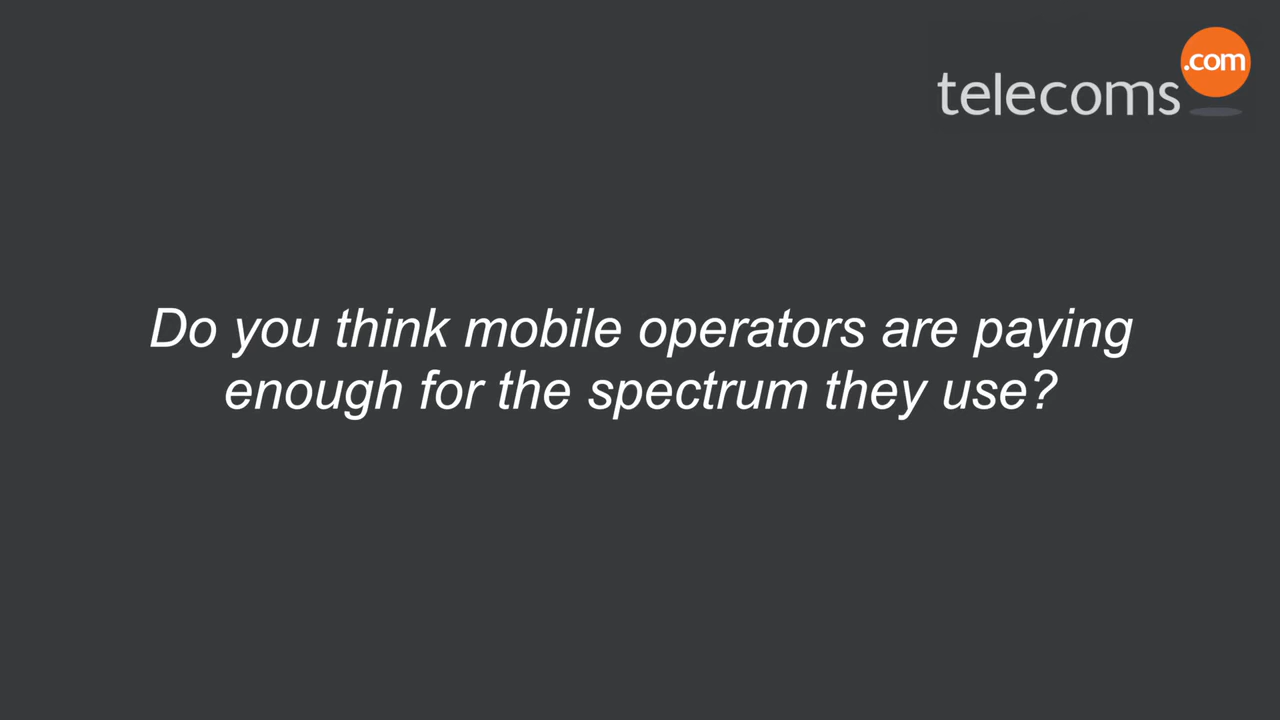 .com
telecoms
Do you think mobile operators are paying
enough for the spectrum they use?